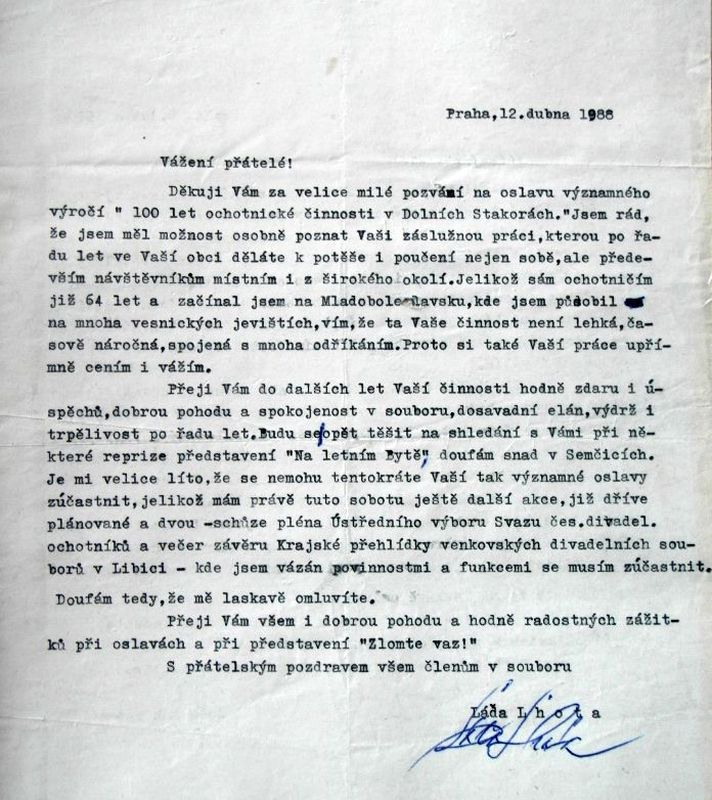 Praha,12.dubna 1988
Vážení přátelé!
Děkuji Vám za velice milé pozvání na oslavu významného
výročí " 100 let ochotnické činnosti v Dolních Stakorách."Jsem rád,
že jsem měl možnost osobně poznat Vaši záslužnou práci,kterou po řa-
du let ve Vaší obci děláte k potěše i poučení nejen sobě,ale přede-
vším návštěvníkům místním i z širokého okolí.Jelikož sám ochotničím
již 64 let a začínal jsem na Mladoboleslavsku,kde jsem působil
na mnoha vesnických jevištích,vím,že ta Vaše činnost není lehká,ča-
sově náročná,spojená s mnoha odříkáním.Proto si také Vaší práce upří-
mně cením i vážím.
Přeji Vám do dalších let Vaší činnosti hodně zdaru i ú-
spěchů,dobrou pohodu a spokojenost v souboru,dosavadní elán,výdrž i
trpělivost po řadu let.Budu se opět těšit na shledání s Vámi při ně-
které reprize představení "Na letním Bytě", doufám snad v Semčicích.
Je mi velice líto,že se nemohu tentokráte Vaší tak významné oslavy
zúčastnit,jelikož mám právě tuto sobotu ještě další akce,již dříve
plánované a dvou -schůze pléna Ústředního výboru Svazu čes.divadel.
ochotníků a večer závěru Krajské přehlídky venkovských divadelních sou-
borů v Libici - kde jsem vázán povinnostmi a funkcemi se musím zúčastnit.
Doufám tedy,že mě laskavě omluvíte.
Přeji Vám všem i dobrou pohodu a hodně radostných zážit-
ků při oslavách a při představení "Zlomte vaz!"
S přátelským pozdravem všem členům v souboru
Láďa L h o t a